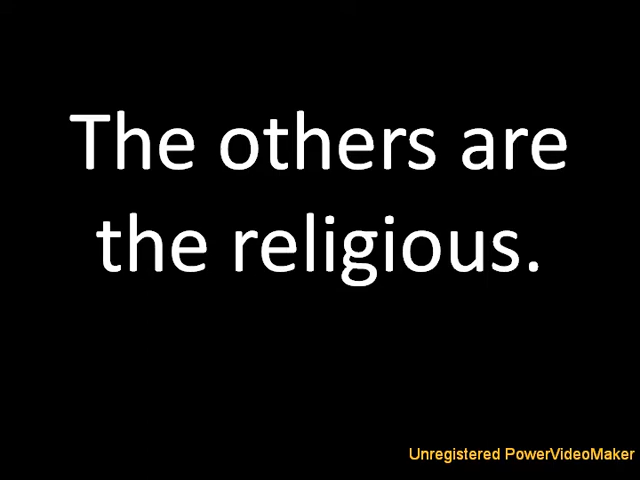 The others are
the religious.
Unregistered PowerVideoMaker